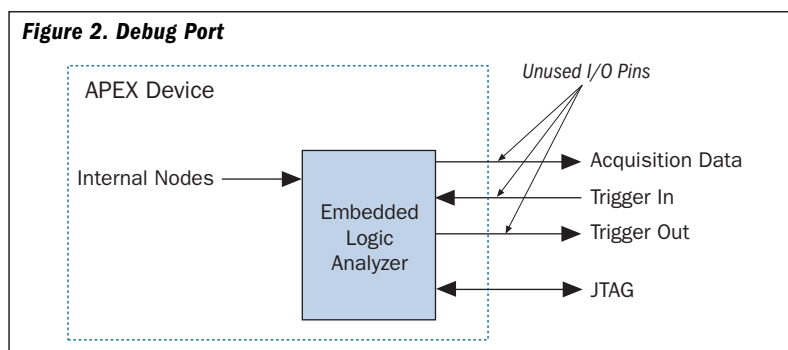 Figure 2. Debug Port
Unused I/O Pins
APEX Device
Internal Nodes
Embedded
Logic
Analyzer
Acquisition Data
Trigger In
Trigger Out
JTAG